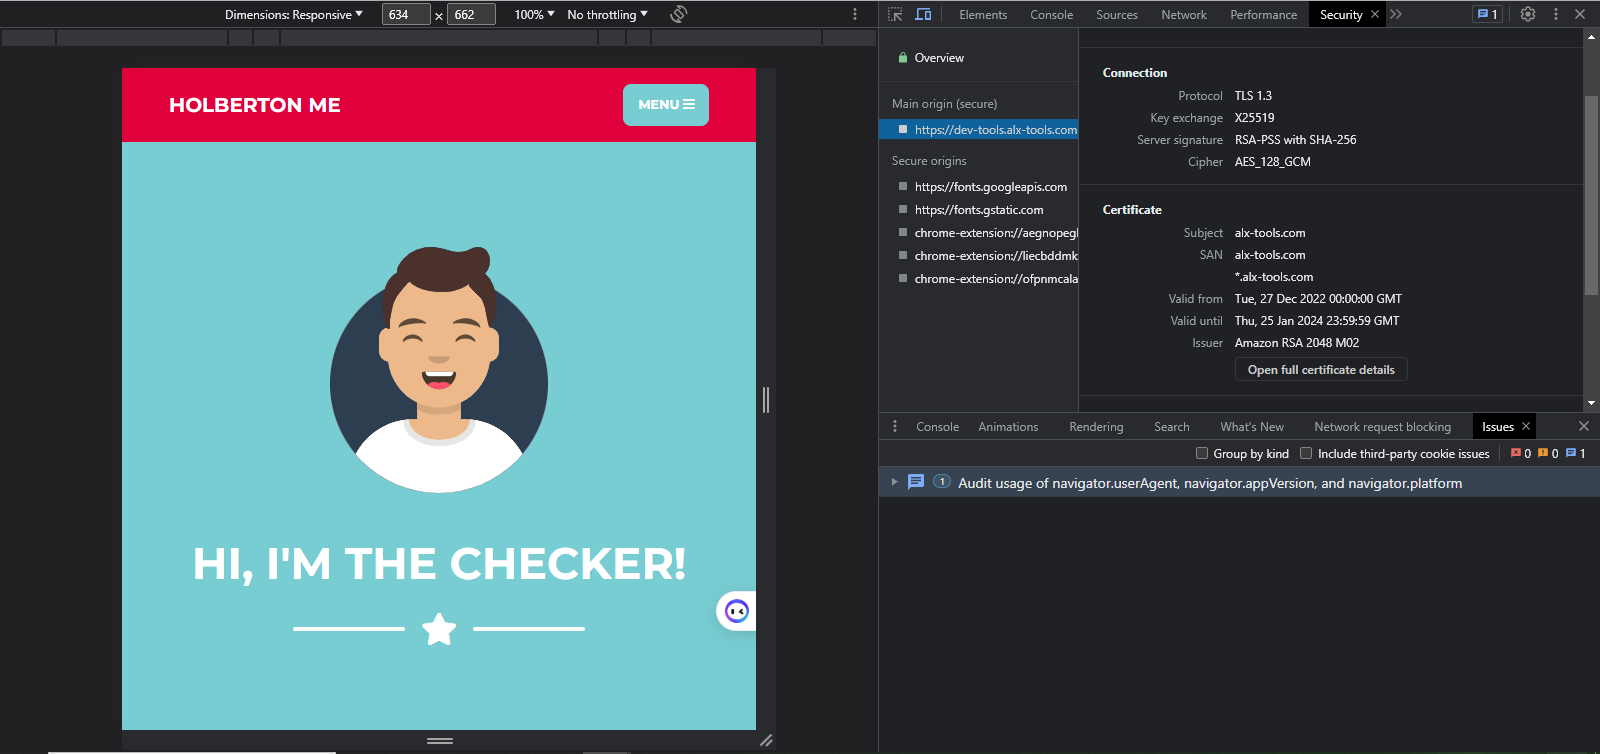 Dimensions: Responsive 634 × 662 100% No throttling
HOLBERTON ME
MENU
HI, I'M THE CHECKER!
Elements Console Sources Network Performance Security 1
Overview
Main origin (secure)
https://dev-tools.alx-tools.com
Secure origins
https://fonts.googleapis.com
https://fonts.gstatic.com
chrome-extension://aegnopegl
chrome-extension://liecbddmk
chrome-extension://ofpnmcala
Connection
Protocol TLS 1.3
Key exchange X25519
Server signature RSA-PSS with SHA-256
Cipher AES_128_GCM
Certificate
Subject alx-tools.com
SAN alx-tools.com
*.alx-tools.com
Valid from Tue, 27 Dec 2022 00:00:00 GMT
Valid until Thu, 25 Jan 2024 23:59:59 GMT
Issuer Amazon RSA 2048 M02
Open full certificate details
Console Animations Rendering Search What's New Network request blocking Issues
Group by kind Include third-party cookie issues 0 0 1
1 Audit usage of navigator.userAgent, navigator.appVersion, and navigator.platform